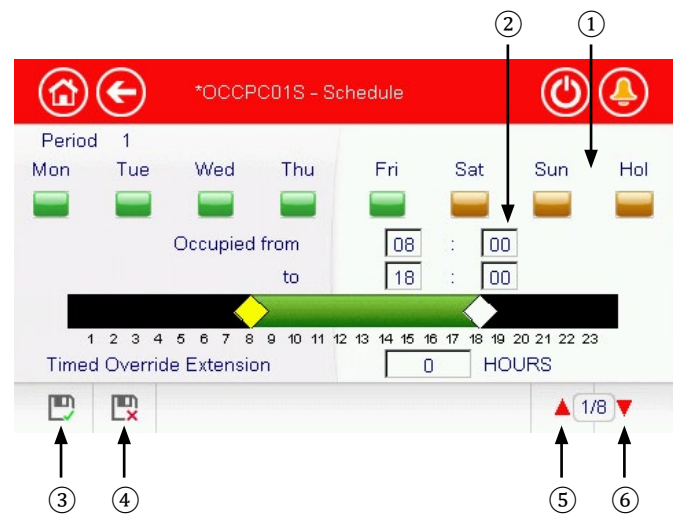 ② ①
*OCCPC01S – Schedule
Period 1
Mon Tue Wed Thu Fri Sat Sun Hol
Occupied from 08 : 00
to 18 : 00
1 2 3 4 5 6 7 8 9 10 11 12 13 14 15 16 17 18 19 20 21 22 23
Timed Override Extension 0 HOURS
1/8
③ ④ ⑤ ⑥